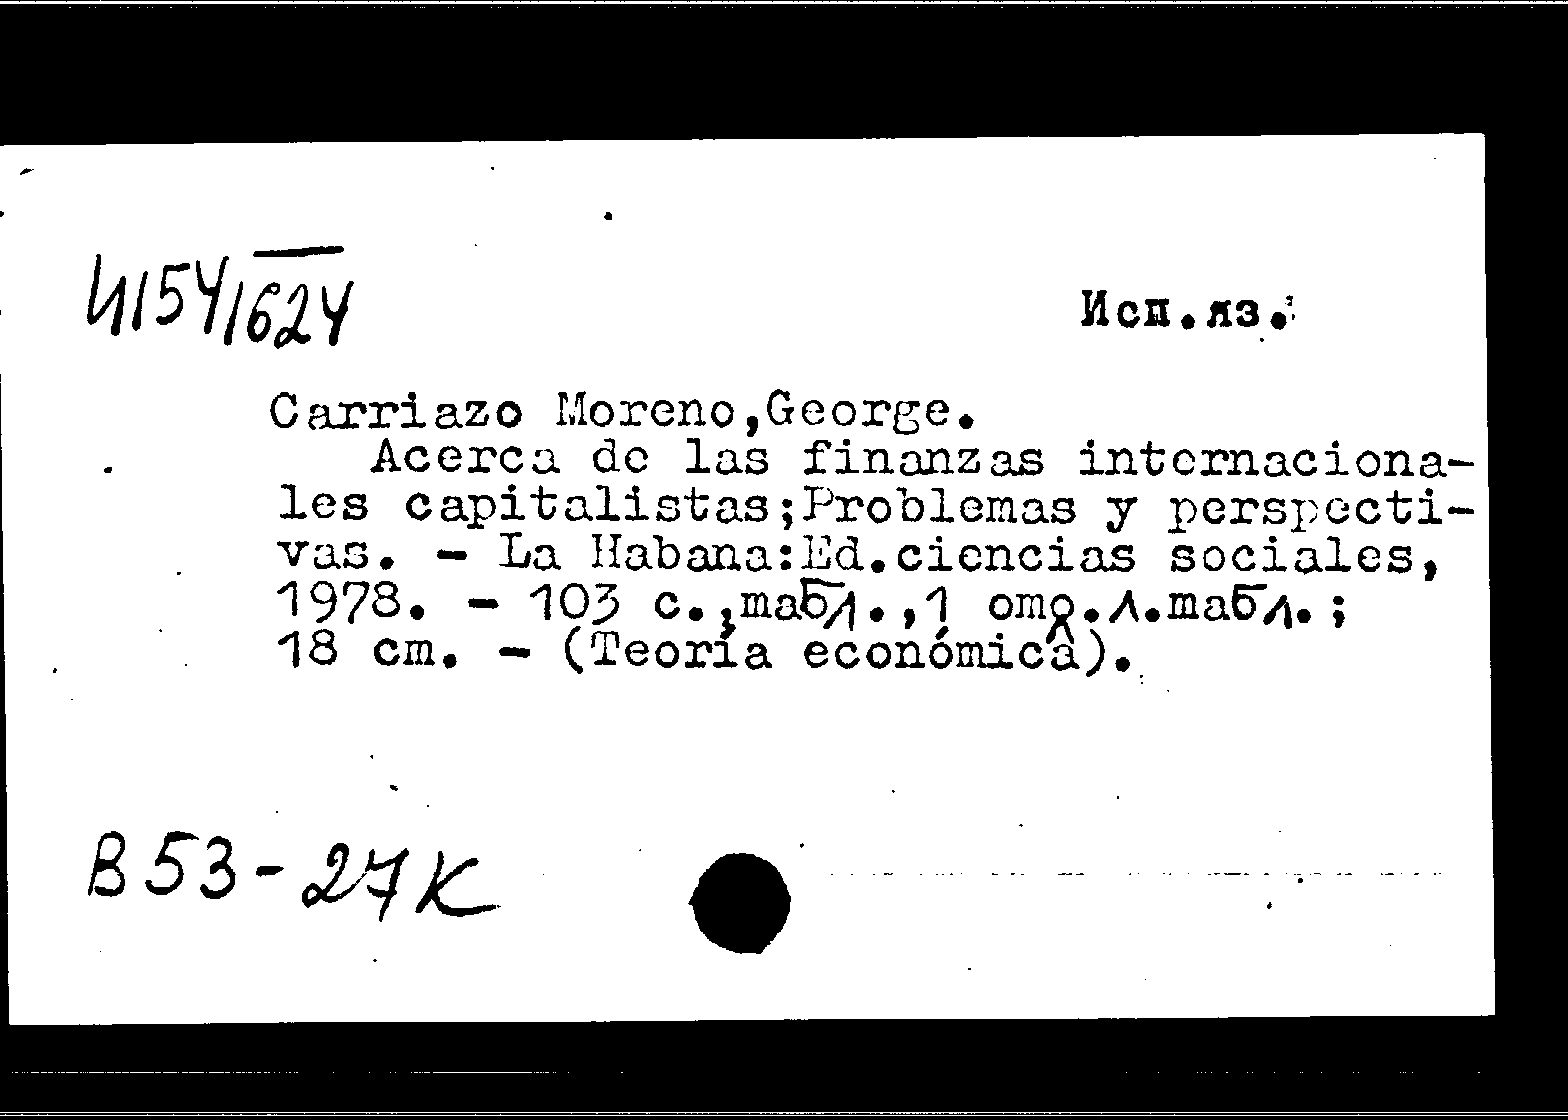 И154/624
Исп.яз.
Carriazo Moreno,George.
Acerca de las finanzas internaciona-
les capitalistas;Problemas y perspecti-
vas. - La Habana:Ed.ciencias sociales,
1978. - 103 с.,табл.,1 отд.л.табл.;
18 cm. - (Teoría económica).
В53-27К